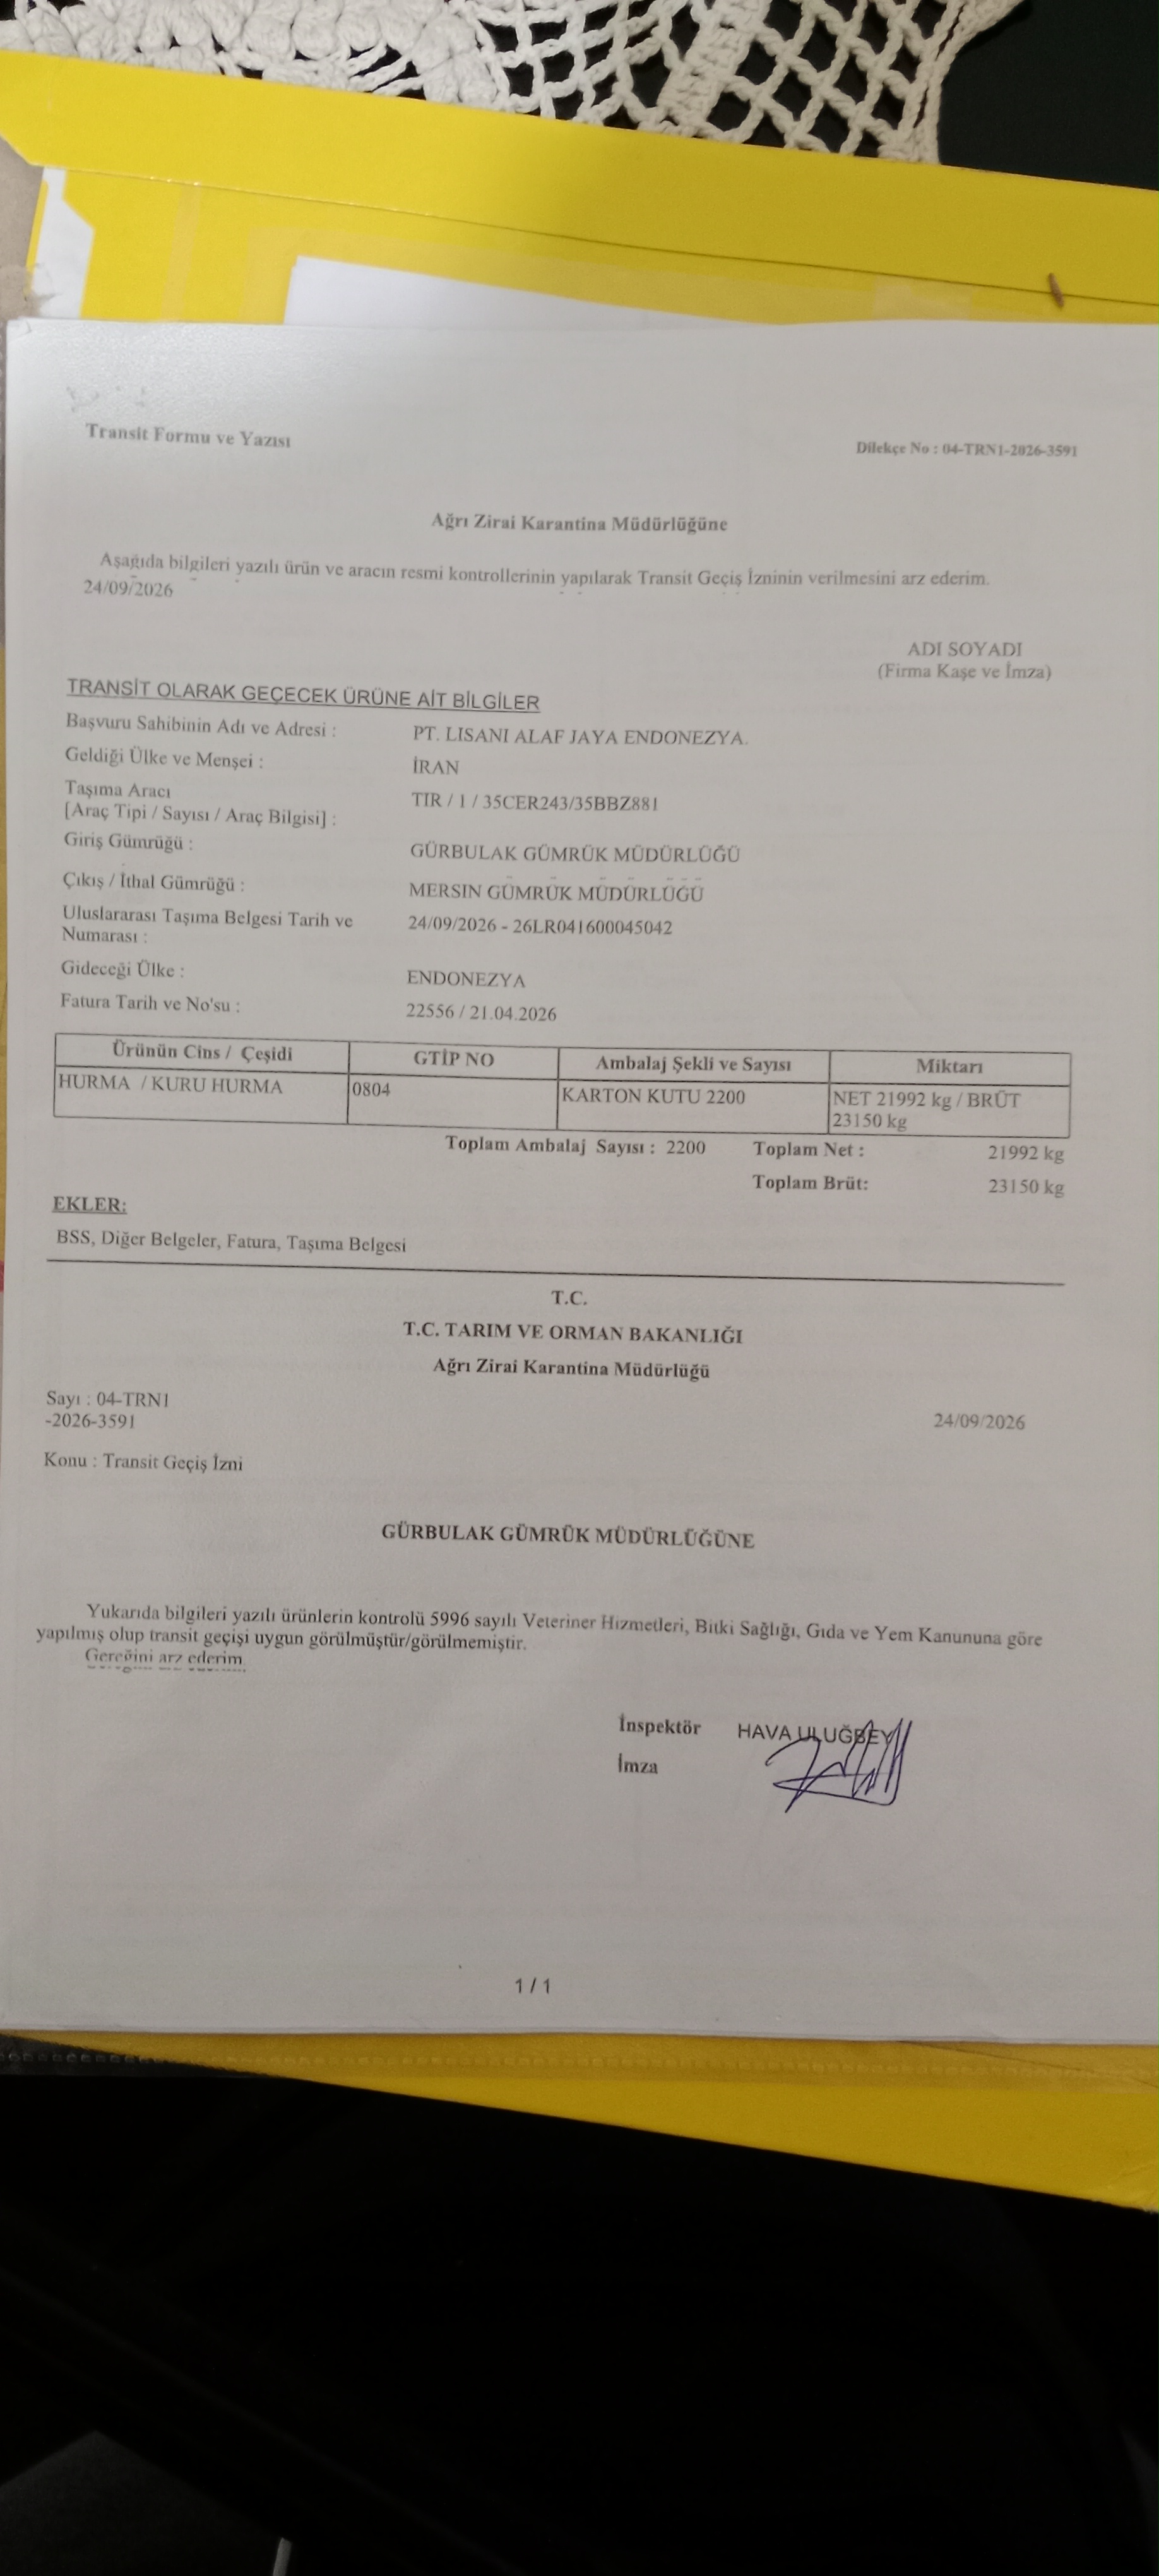 Transit Formu ve Yazısı
Dilekçe No : 04-TRN1-2026-3591
Ağrı Zirai Karantina Müdürlüğüne
Aşağıda bilgileri yazılı ürün ve aracın resmi kontrollerinin yapılarak Transit Geçiş İzninin verilmesini arz ederim.
24/09/2026
ADI SOYADI
(Firma Kaşe ve İmza)
TRANSİT OLARAK GEÇECEK ÜRÜNE AİT BİLGİLER
Başvuru Sahibinin Adı ve Adresi : PT. LISANI ALAF JAYA ENDONEZYA.
Geldiği Ülke ve Menşei : İRAN
Taşıma Aracı
[Araç Tipi / Sayısı / Araç Bilgisi] : TIR / 1 / 35CER243/35BBZ881
Giriş Gümrüğü : GÜRBULAK GÜMRÜK MÜDÜRLÜĞÜ
Çıkış / İthal Gümrüğü : MERSIN GÜMRÜK MÜDÜRLÜĞÜ
Uluslararası Taşıma Belgesi Tarih ve
Numarası : 24/09/2026 - 26LR041600045042
Gideceği Ülke : ENDONEZYA
Fatura Tarih ve No'su : 22556 / 21.04.2026
Ürünün Cins / Çeşidi GTİP NO Ambalaj Şekli ve Sayısı Miktarı
HURMA / KURU HURMA 0804 KARTON KUTU 2200 NET 21992 kg / BRÜT
23150 kg
Toplam Ambalaj Sayısı : 2200 Toplam Net : 21992 kg
Toplam Brüt: 23150 kg
EKLER:
BSS, Diğer Belgeler, Fatura, Taşıma Belgesi
T.C.
T.C. TARIM VE ORMAN BAKANLIĞI
Ağrı Zirai Karantina Müdürlüğü
Sayı : 04-TRN1
-2026-3591
24/09/2026
Konu : Transit Geçiş İzni
GÜRBULAK GÜMRÜK MÜDÜRLÜĞÜNE
Yukarıda bilgileri yazılı ürünlerin kontrolü 5996 sayılı Veteriner Hizmetleri, Bitki Sağlığı, Gıda ve Yem Kanununa göre
yapılmış olup transit geçişi uygun görülmüştür/görülmemiştir.
Gereğini arz ederim.
İnspektör HAVA ULUĞBEY
İmza
1 / 1